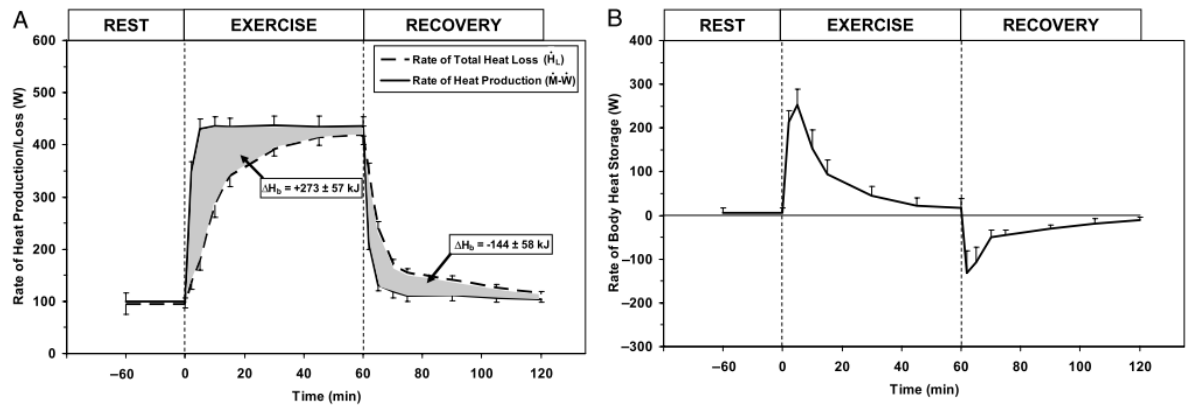 A
REST
EXERCISE
RECOVERY
Rate of Heat Production/Loss (W)
600
500
400
300
200
100
0
Rate of Total Heat Loss (Ḣ_L)
Rate of Heat Production (Ṁ-Ẇ)
ΔH_b = +273 ± 57 kJ
ΔH_b = -144 ± 58 kJ
–60 0 20 40 60 80 100 120
Time (min)
B
REST
EXERCISE
RECOVERY
Rate of Body Heat Storage (W)
400
300
200
100
0
–100
–200
–300
–400
–60 0 20 40 60 80 100 120
Time (min)